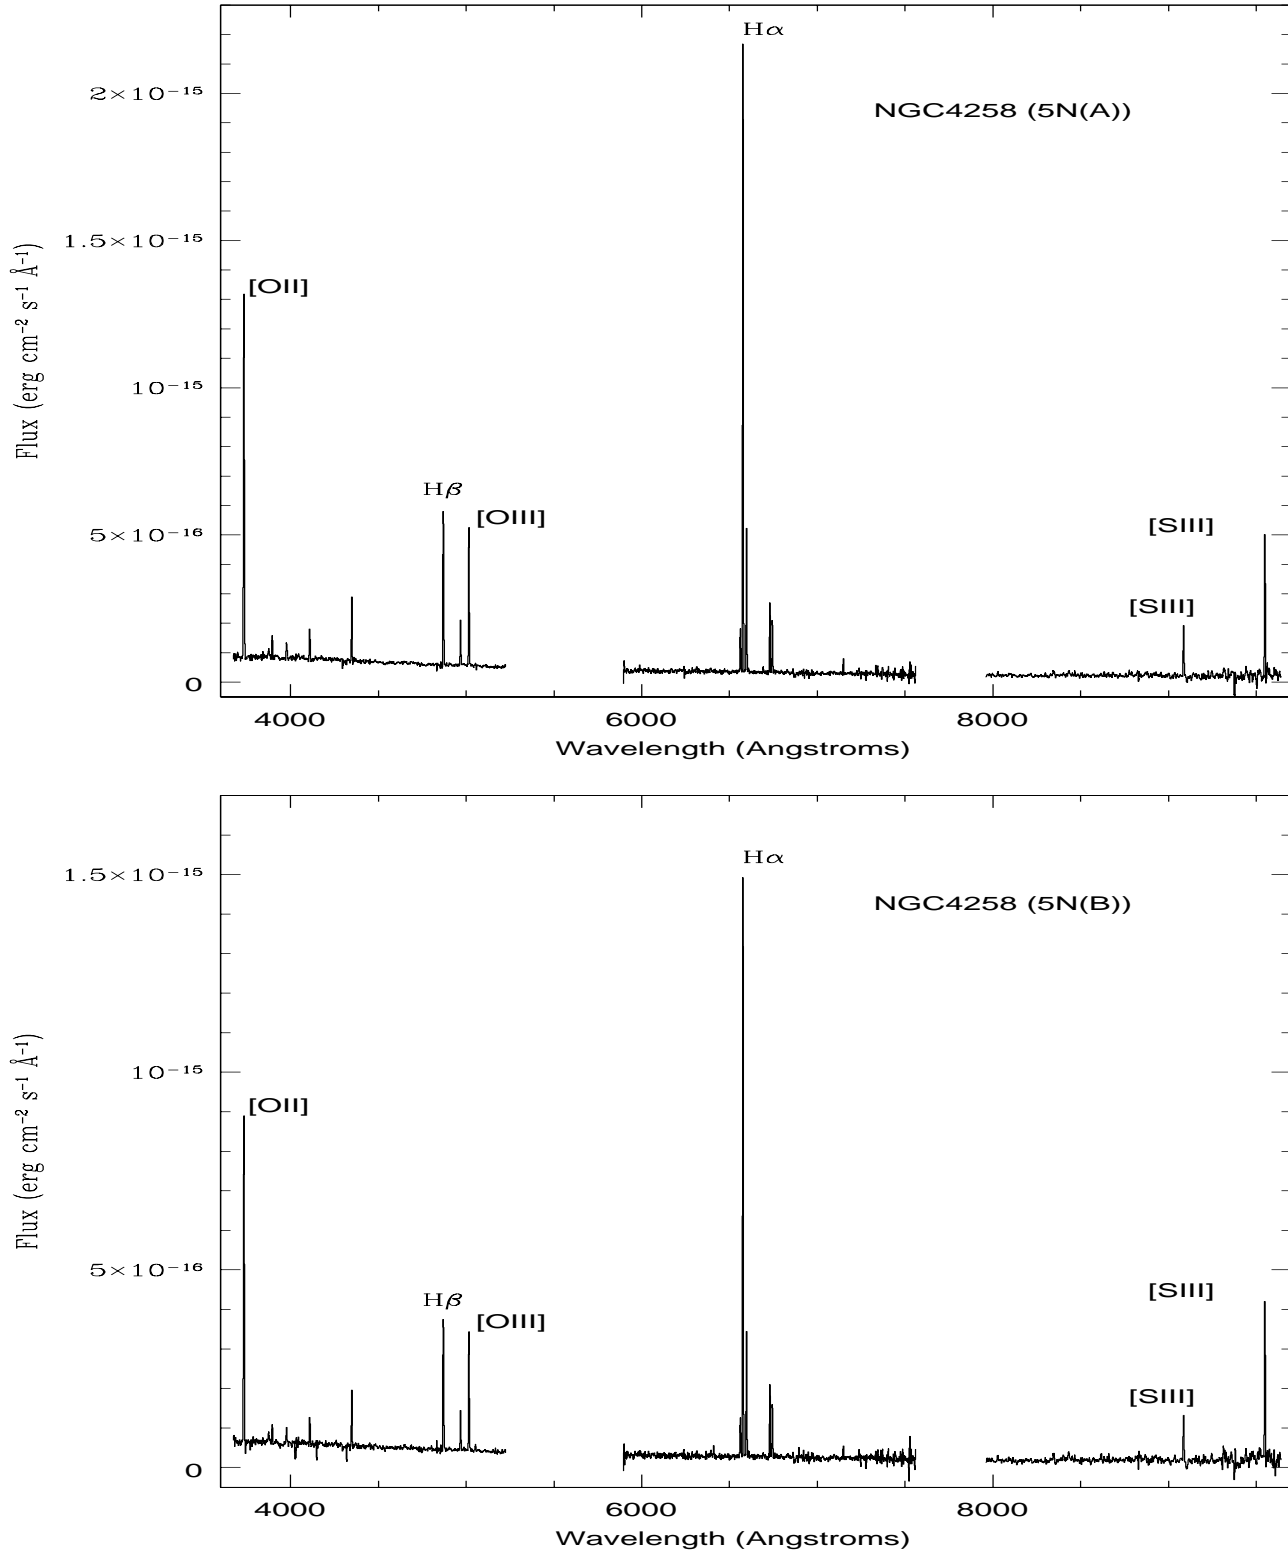 Hα
2×10⁻¹⁵
NGC4258 (5N(A))
1.5×10⁻¹⁵
[OII]
10⁻¹⁵
Flux (erg cm⁻² s⁻¹ Å⁻¹)
Hβ
[OIII]
5×10⁻¹⁶
[SIII]
[SIII]
0
4000 6000 8000
Wavelength (Angstroms)
Hα
1.5×10⁻¹⁵
NGC4258 (5N(B))
10⁻¹⁵
[OII]
Flux (erg cm⁻² s⁻¹ Å⁻¹)
5×10⁻¹⁶
[SIII]
Hβ
[OIII]
[SIII]
0
4000 6000 8000
Wavelength (Angstroms)